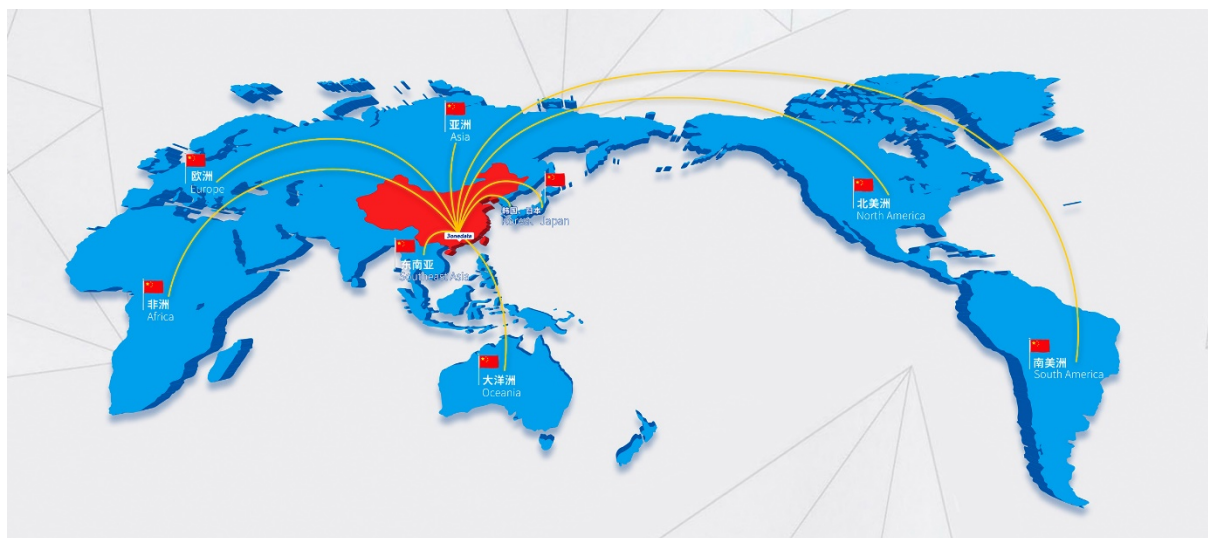 亚洲
Asia
欧洲
Europe
韩国、日本
Korea、Japan
北美洲
North America
3onedata
东南亚
Southeast Asia
非洲
Africa
大洋洲
Oceania
南美洲
South America